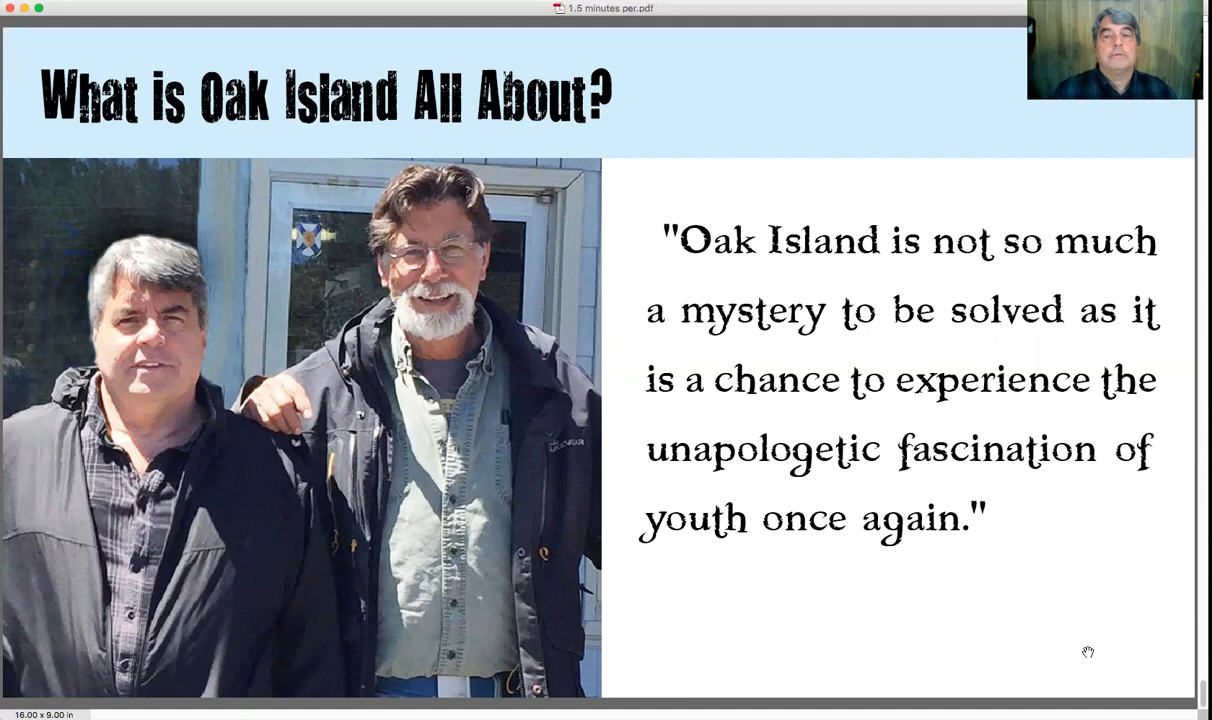 1.5 minutes per.pdf
What is Oak Island All About?
"Oak Island is not so much
a mystery to be solved as it
is a chance to experience the
unapologetic fascination of
youth once again."
16.00 x 9.00 in